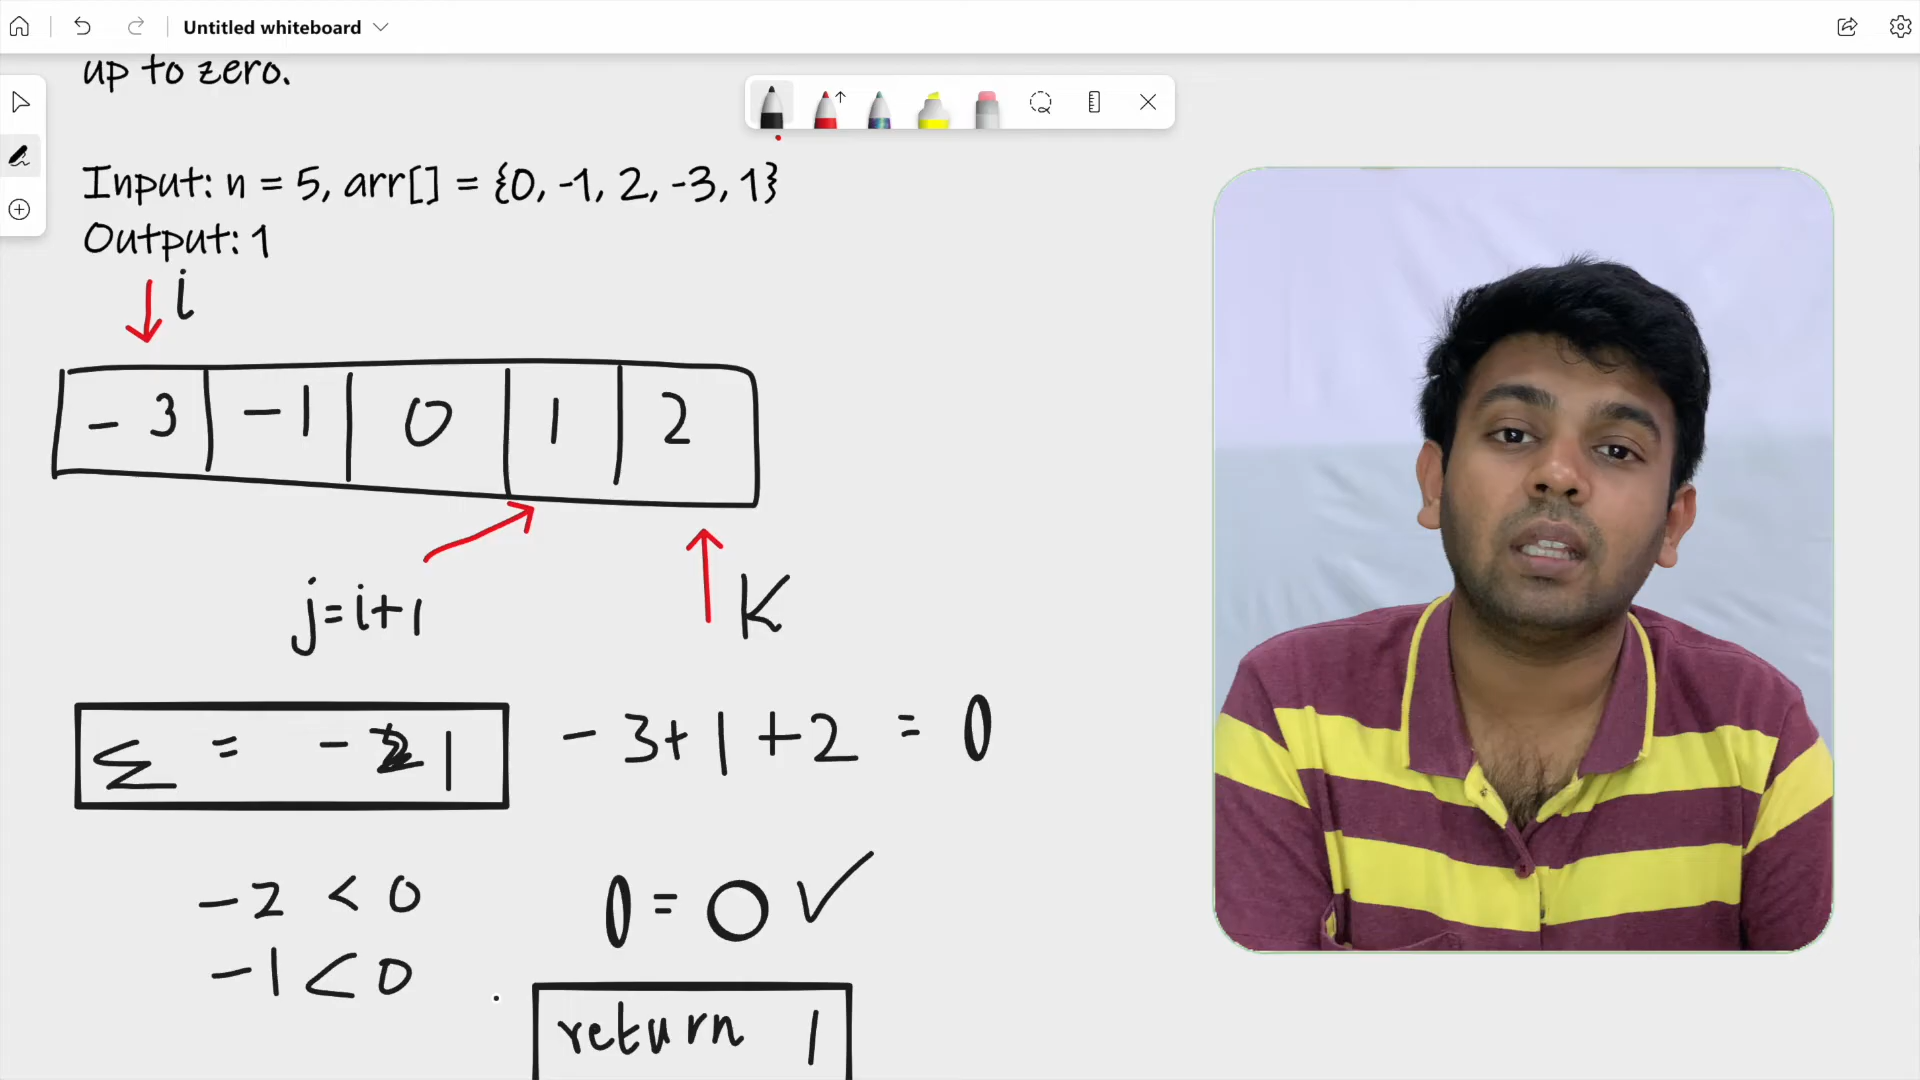 Untitled whiteboard
up to zero.
Input: n = 5, arr[] = {0, -1, 2, -3, 1}
Output: 1
i
-3 -1 0 1 2
j=i+1
K
Σ = - 1
-3+1+2 = 0
-2 < 0
0 = 0 ✓
-1 < 0
return 1